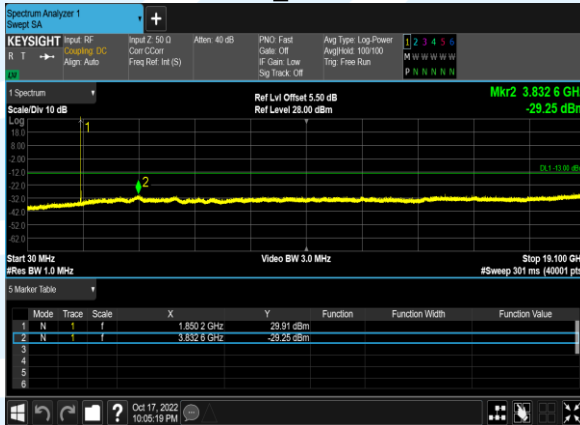 Spectrum Analyzer 1
Swept SA
+
KEYSIGHT Input: RF Input Z: 50 Ω Atten: 40 dB PNO: Fast Avg Type: Log-Power 1 2 3 4 5 6
R T Coupling: DC Corr CCorr Gate: Off Avg|Hold: 100/100 M W W W W W
Align: Auto Freq Ref: Int (S) IF Gain: Low Trig: Free Run
Sig Track: Off P N N N N N
1 Spectrum Ref Lvl Offset 5.50 dB Mkr2 3.832 6 GH
Scale/Div 10 dB Ref Level 28.00 dBm -29.25 dBm
Log
18.0
8.00
-2.00
-12.0
-22.0
-32.0
-42.0
-52.0
-62.0
1
2
DL1 -13.00 dB
Start 30 MHz Video BW 3.0 MHz Stop 19.100 GH
#Res BW 1.0 MHz #Sweep 301 ms (40001 pts
5 Marker Table
Mode Trace Scale X Y Function Function Width Function Value
1 N 1 f 1.850 2 GHz 29.91 dBm
2 N 1 f 3.832 6 GHz -29.25 dBm
3
4
5
6
? Oct 17, 2022
10:05:19 PM